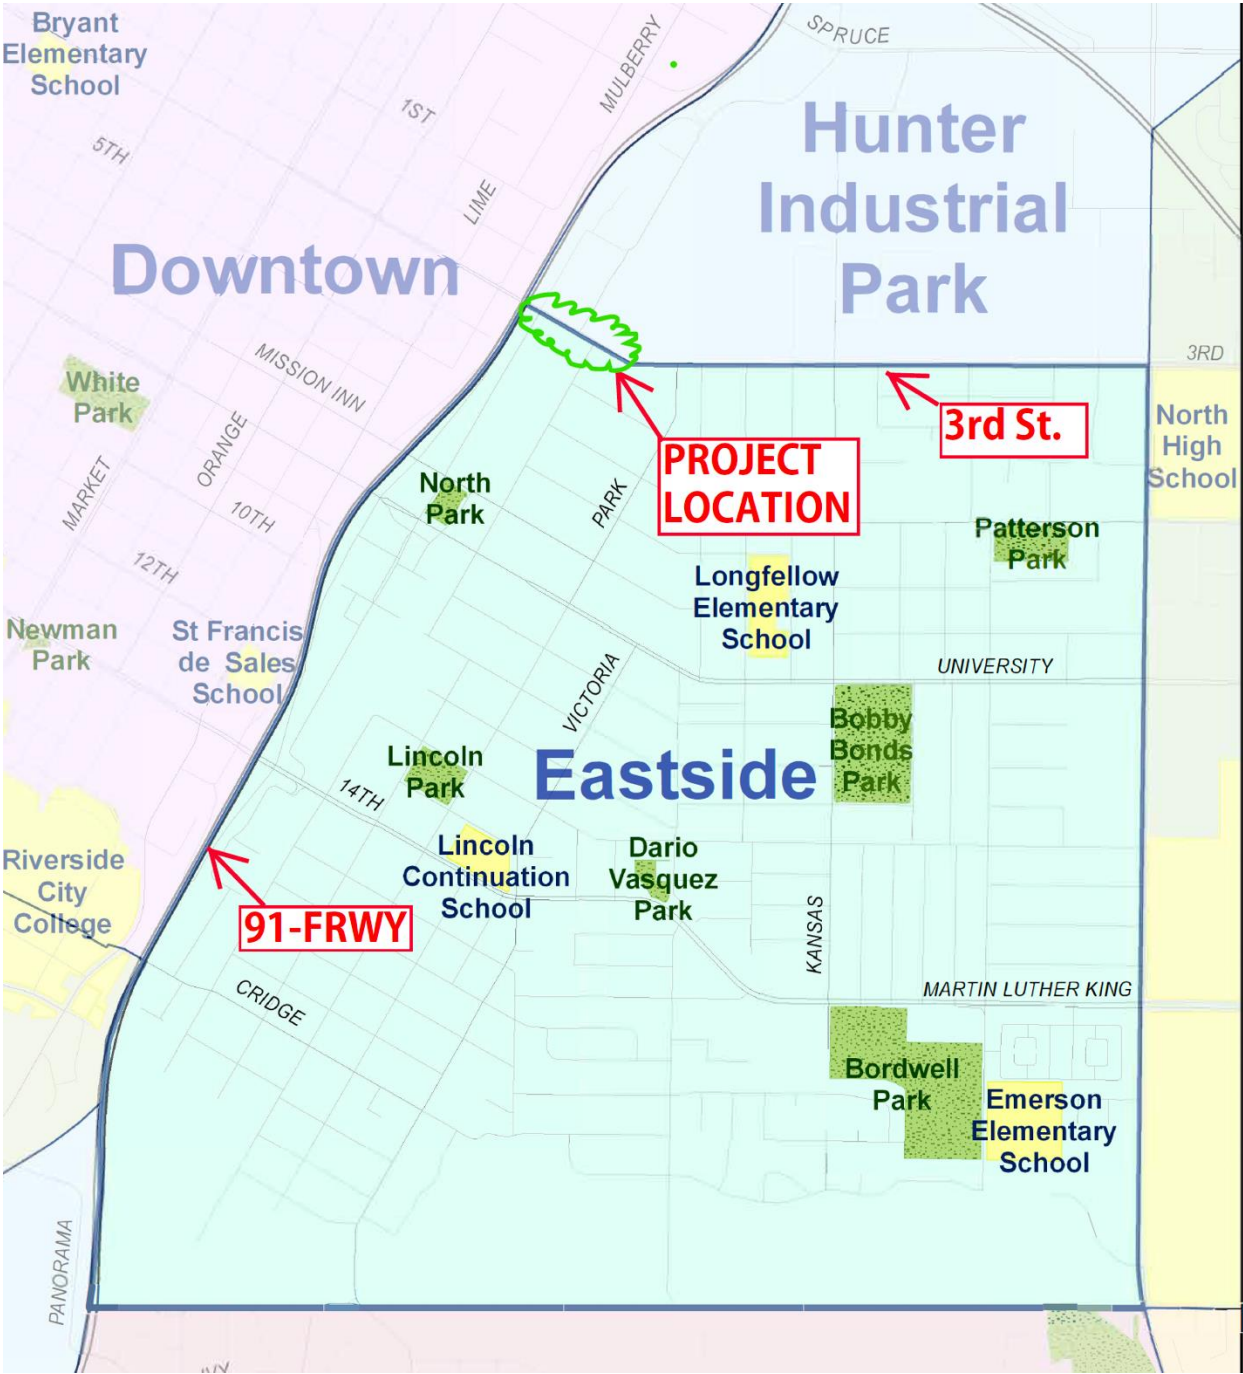 Bryant
Elementary
School
SPRUCE
MULBERRY
1ST
5TH
LIME
Hunter
Industrial
Park
Downtown
MISSION INN
3RD
White
Park
ORANGE
MARKET
10TH
12TH
3rd St.
North
High
School
PROJECT
LOCATION
North
Park
PARK
Patterson
Park
Longfellow
Elementary
School
Newman
Park
St Francis
de Sales
School
VICTORIA
UNIVERSITY
Bobby
Bonds
Park
Eastside
Lincoln
Park
14TH
Lincoln
Continuation
School
Dario
Vasquez
Park
Riverside
City
College
91-FRWY
KANSAS
CRIDGE
MARTIN LUTHER KING
Bordwell
Park
Emerson
Elementary
School
PANORAMA